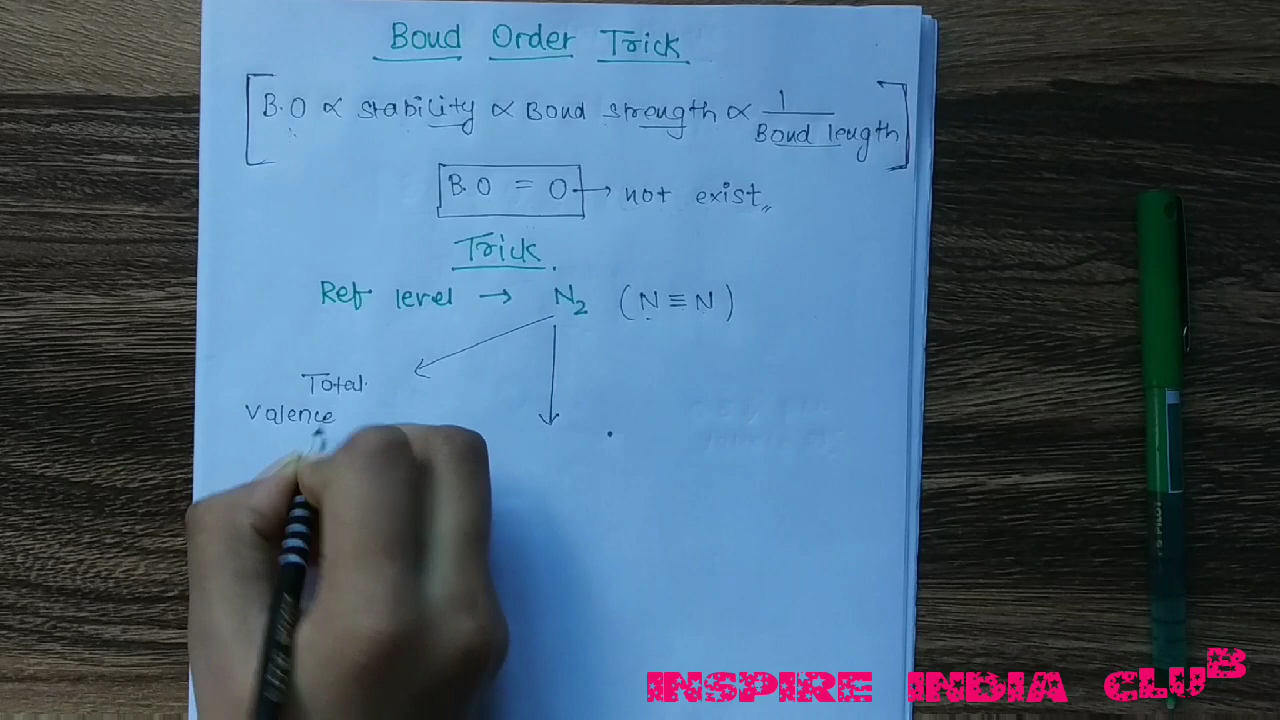 Bond Order Trick
B.O ∝ stability ∝ Bond strength ∝ 1/Bond length
B.O = O → not exist,,
Trick.
Ref. level → N2 (N≡N)
Total
Valence
INSPIRE INDIA CLUB